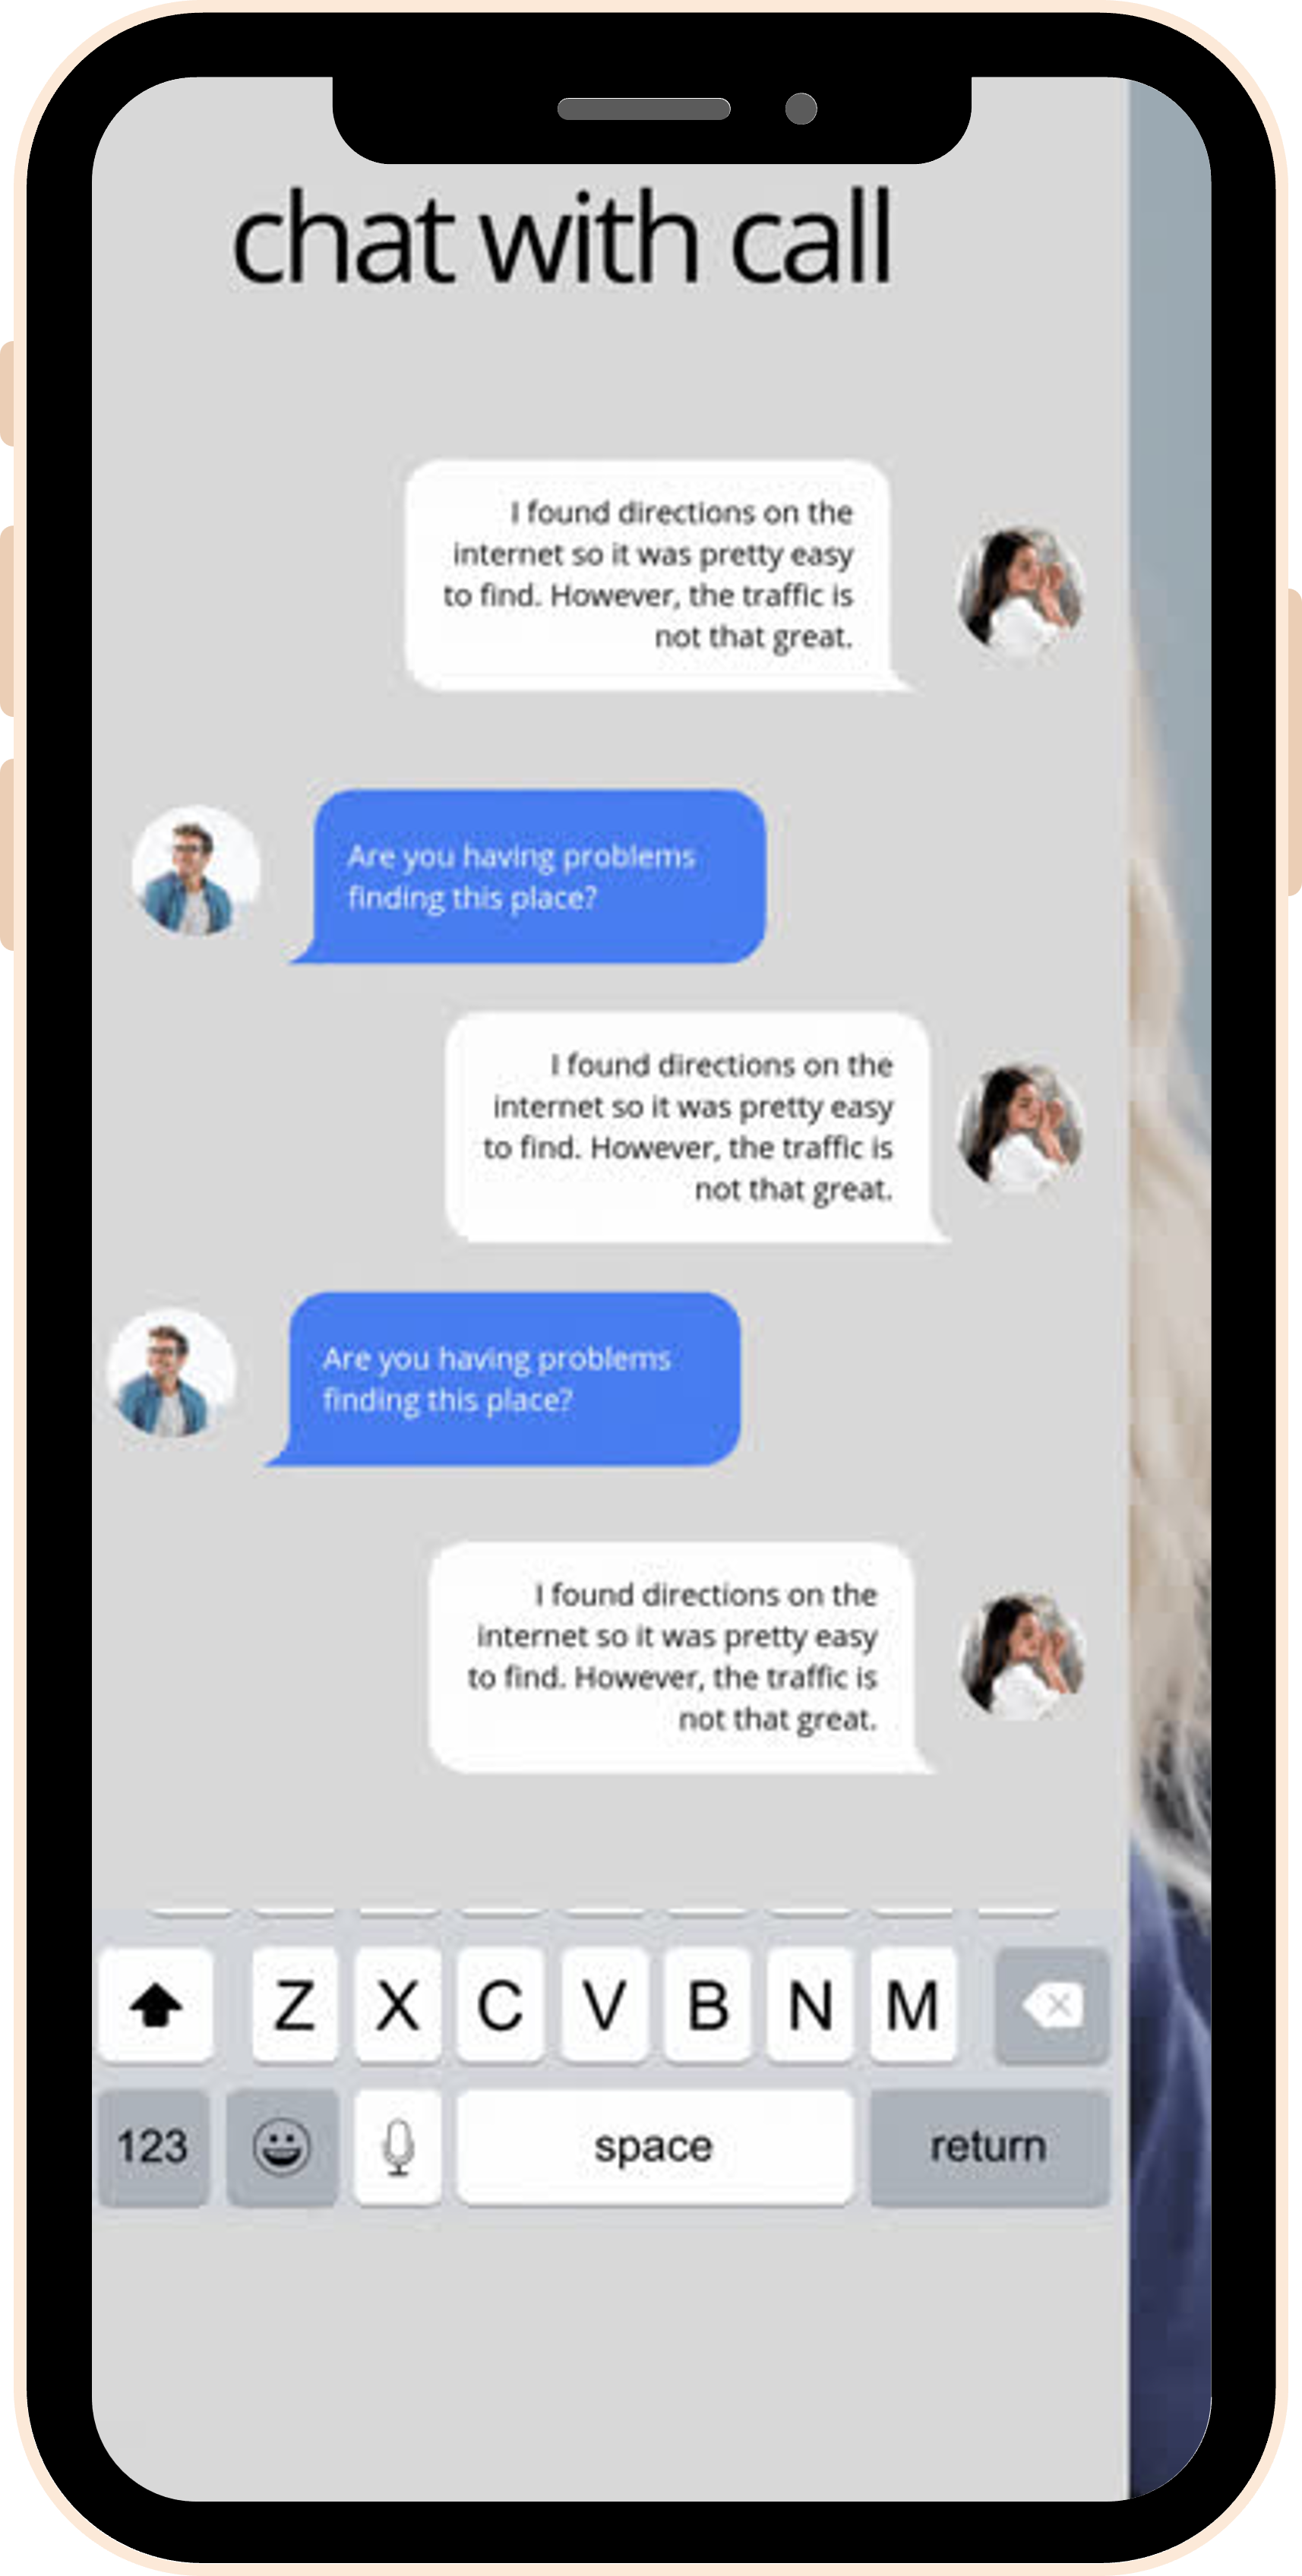 chat with call
I found directions on the
internet so it was pretty easy
to find. However, the traffic is
not that great.
Are you having problems
finding this place?
I found directions on the
internet so it was pretty easy
to find. However, the traffic is
not that great.
Are you having problems
finding this place?
I found directions on the
internet so it was pretty easy
to find. However, the traffic is
not that great.
Z X C V B N M
123 space return